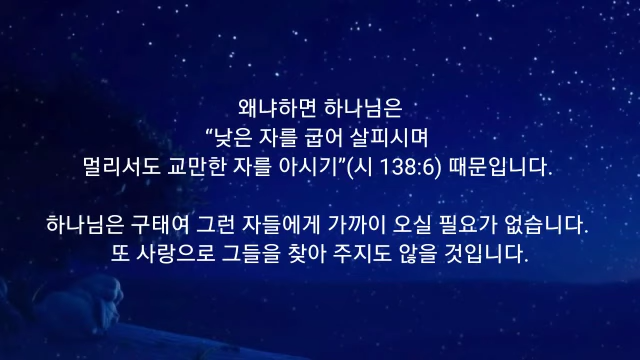 왜냐하면 하나님은
“낮은 자를 굽어 살피시며
멀리서도 교만한 자를 아시기”(시 138:6) 때문입니다.
하나님은 구태여 그런 자들에게 가까이 오실 필요가 없습니다.
또 사랑으로 그들을 찾아 주지도 않을 것입니다.